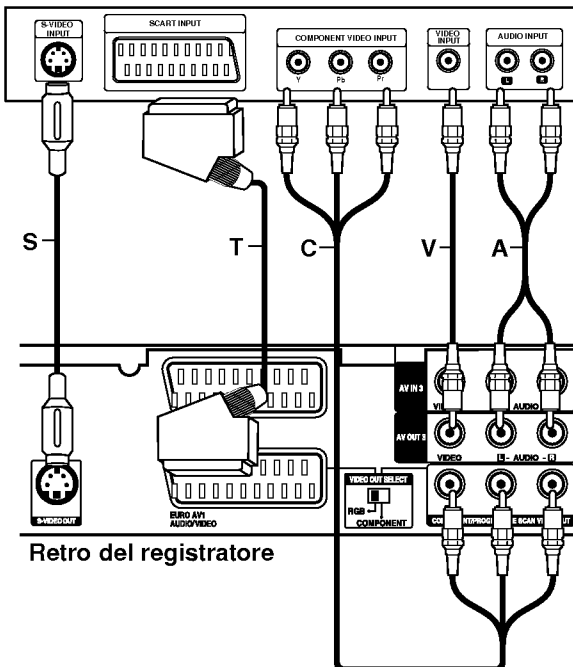 S-VIDEO
INPUT
SCART INPUT
COMPONENT VIDEO INPUT
Y Pb Pr
VIDEO
INPUT
AUDIO INPUT
L R
S T C V A
AV IN 3
AUDIO
AV OUT 3
VIDEO L - AUDIO - R
S-VIDEO OUT
EURO AV1
AUDIO/VIDEO
VIDEO OUT SELECT
RGB
COMPONENT
SCAN
Retro del registratore